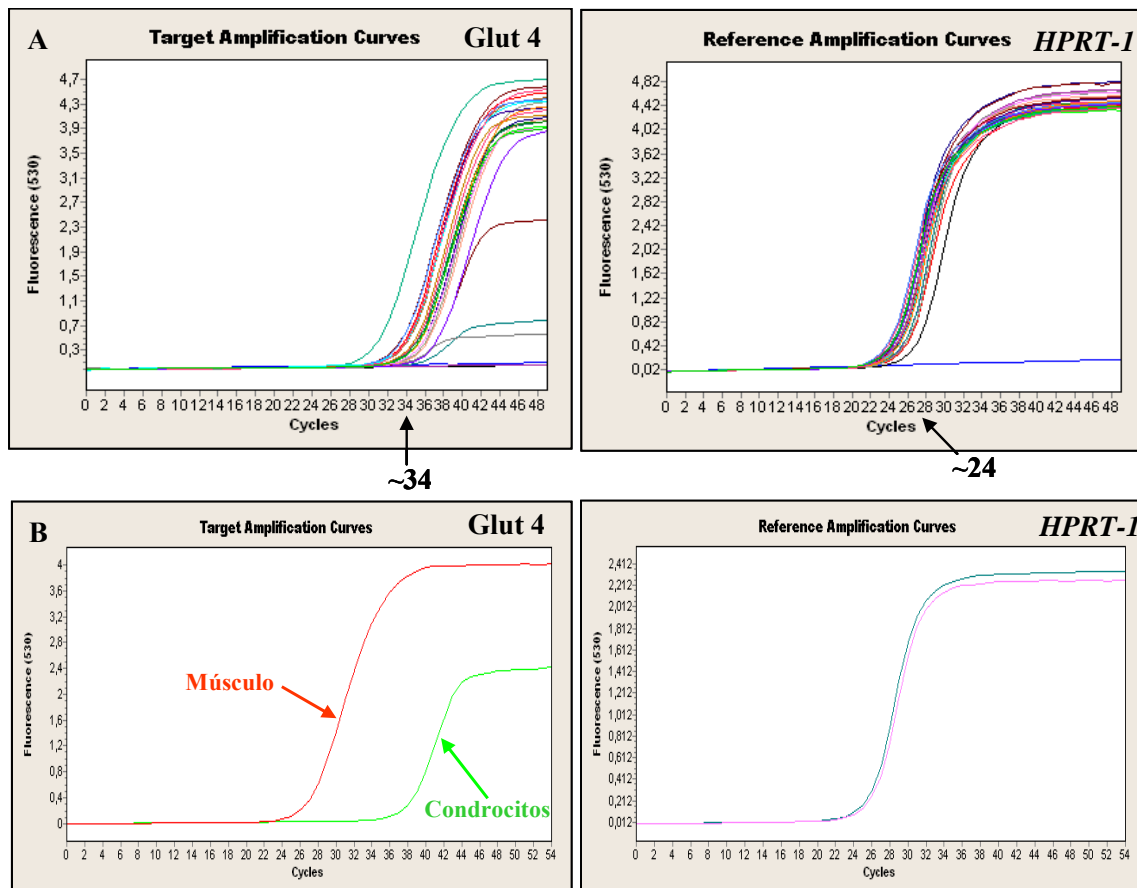 A
Target Amplification Curves
Glut 4
Fluorescence (530)
4,7
4,3
3,9
3,5
3,1
2,7
2,3
1,9
1,5
1,1
0,7
0,3
0 2 4 6 8 10 12 14 16 18 20 22 24 26 28 30 32 34 36 38 40 42 44 46 48
Cycles
~34
Reference Amplification Curves
HPRT-1
Fluorescence (530)
4,82
4,42
4,02
3,62
3,22
2,82
2,42
2,02
1,62
1,22
0,82
0,42
0,02
0 2 4 6 8 10 12 14 16 18 20 22 24 26 28 30 32 34 36 38 40 42 44 46 48
Cycles
~24
B
Target Amplification Curves
Glut 4
Fluorescence (530)
4
3,6
3,2
2,8
2,4
2
1,6
1,2
0,8
0,4
0
Músculo
Condrocitos
0 2 4 6 8 10 12 14 16 18 20 22 24 26 28 30 32 34 36 38 40 42 44 46 48 50 52 54
Cycles
Reference Amplification Curves
HPRT-1
Fluorescence (530)
2,412
2,212
2,012
1,812
1,612
1,412
1,212
1,012
0,812
0,612
0,412
0,212
0,012
0 2 4 6 8 10 12 14 16 18 20 22 24 26 28 30 32 34 36 38 40 42 44 46 48 50 52 54
Cycles